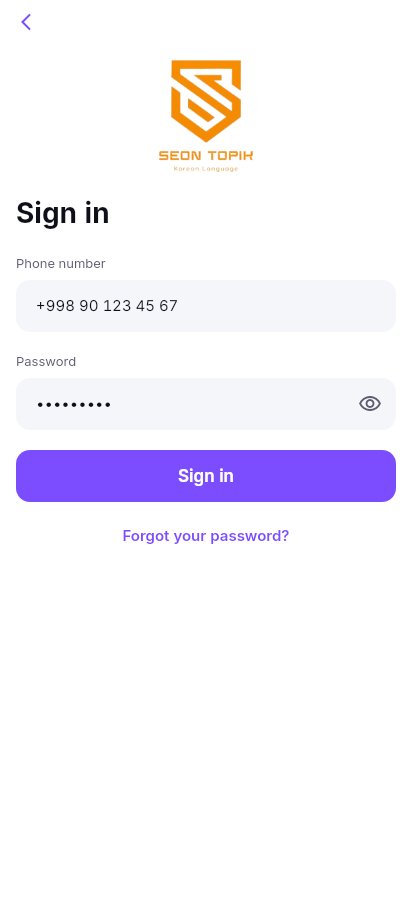 SEON TOPIK
Korean Language
Sign in
Phone number
+998 90 123 45 67
Password
•••••••••
Sign in
Forgot your password?